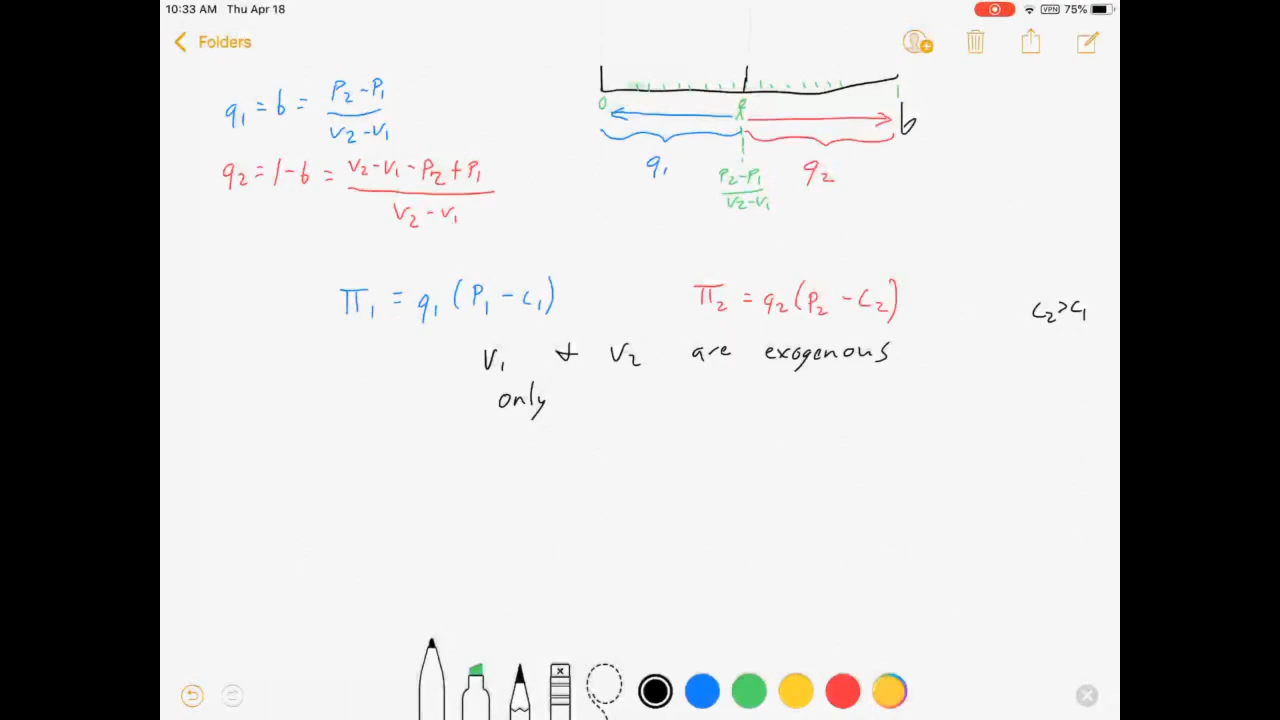 10:33 AM Thu Apr 18
VPN 75%
Folders
q₁ = b = (P₂ - P₁)/(V₂ - V₁)
q₂ = 1 - b = (V₂ - V₁ - P₂ + P₁)/(V₂ - V₁)
0 1
b
q₁ (P₂ - P₁)/(V₂ - V₁) q₂
π₁ = q₁ (P₁ - C₁) π₂ = q₂ (P₂ - C₂) C₂ > C₁
V₁ + V₂ are exogenous
only